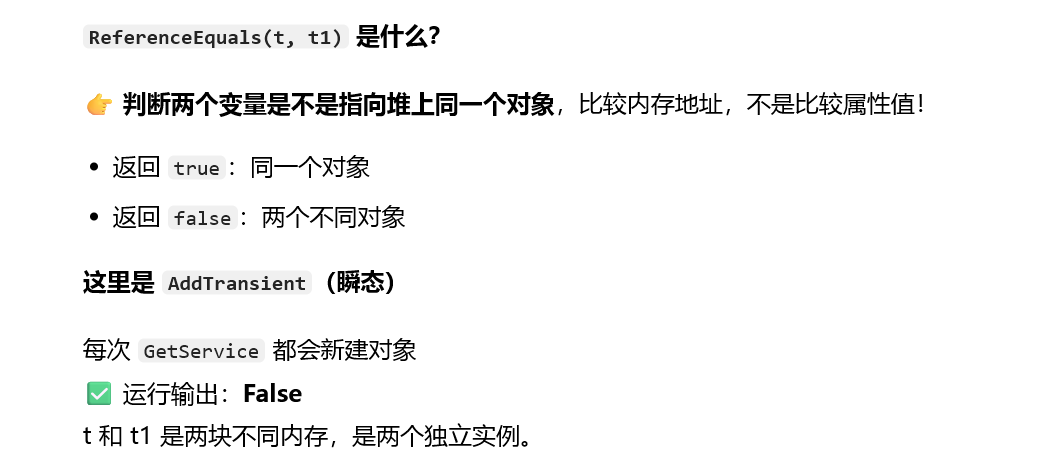 ReferenceEquals(t, t1) 是什么？
👉 判断两个变量是不是指向堆上同一个对象，比较内存地址，不是比较属性值！
• 返回 true：同一个对象
• 返回 false：两个不同对象
这里是 AddTransient（瞬态）
每次 GetService 都会新建对象
✅ 运行输出：False
t 和 t1 是两块不同内存，是两个独立实例。